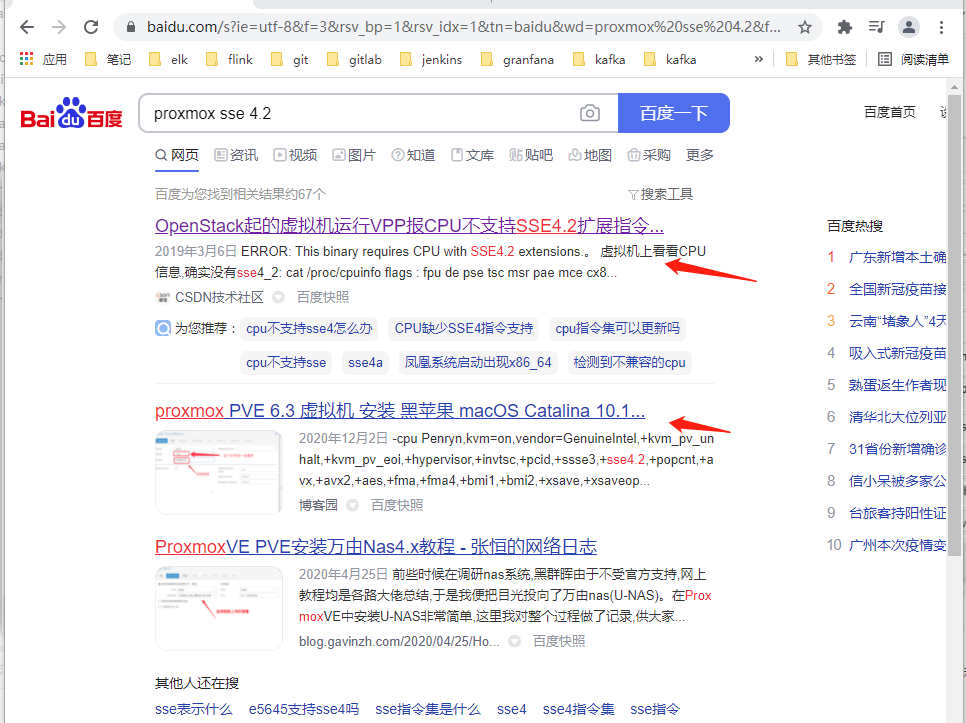 baidu.com/s?ie=utf-8&f=3&rsv_bp=1&rsv_idx=1&tn=baidu&wd=proxmox%20sse%204.2&f...
应用 笔记 elk flink git gitlab jenkins granfana kafka kafka » 其他书签 阅读清单
Bai du 百度 proxmox sse 4.2 百度一下 百度首页
网页 资讯 视频 图片 知道 文库 贴吧 地图 采购 更多
百度为您找到相关结果约67个 搜索工具
OpenStack起的虚拟机运行VPP报CPU不支持SSE4.2扩展指令...
2019年3月6日 ERROR: This binary requires CPU with SSE4.2 extensions.。 虚拟机上看看CPU
信息,确实没有sse4_2: cat /proc/cpuinfo flags : fpu de pse tsc msr pae mce cx8...
CSDN技术社区 百度快照
为您推荐： cpu不支持sse4怎么办 CPU缺少SSE4指令支持 cpu指令集可以更新吗
cpu不支持sse sse4a 凤凰系统启动出现x86_64 检测到不兼容的cpu
proxmox PVE 6.3 虚拟机 安装 黑苹果 macOS Catalina 10.1...
2020年12月2日 -cpu Penryn,kvm=on,vendor=GenuineIntel,+kvm_pv_un
halt,+kvm_pv_eoi,+hypervisor,+invtsc,+pcid,+ssse3,+sse4.2,+popcnt,+a
vx,+avx2,+aes,+fma,+fma4,+bmi1,+bmi2,+xsave,+xsaveop...
博客园 百度快照
ProxmoxVE PVE安装万由Nas4.x教程 - 张恒的网络日志
2020年4月25日 前些时候在调研nas系统,黑群晖由于不受官方支持,网上
教程均是各路大佬总结,于是我便把目光投向了万由nas(U-NAS)。在Prox
moxVE中安装U-NAS非常简单,这里我对整个过程做了记录,供大家...
blog.gavinzh.com/2020/04/25/Ho... 百度快照
其他人还在搜
sse表示什么 e5645支持sse4吗 sse指令集是什么 sse4 sse4指令集 sse指令
百度热搜
1 广东新增本土确
2 全国新冠疫苗接
3 云南“堵象人”4天
4 吸入式新冠疫苗
5 熟蛋返生作者现
6 清华北大位列亚
7 31省份新增确诊
8 信小呆被多家公
9 台旅客持阳性证
10 广州本次疫情变